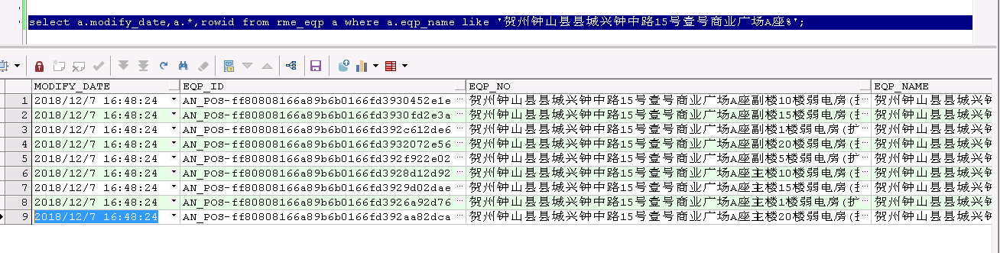 select a.modify_date,a.*,rowid from rme_eqp a where a.eqp_name like '贺州钟山县县城兴钟中路15号壹号商业广场A座%';
MODIFY_DATE EQP_ID EQP_NO EQP_NAME
1 2018/12/7 16:48:24 AN_POS-ff80808166a89b6b0166fd3930452e1e ··· 贺州钟山县县城兴钟中路15号壹号商业广场A座副楼10楼弱电房( ··· 贺州钟山县县城兴钟
2 2018/12/7 16:48:24 AN_POS-ff80808166a89b6b0166fd3930fd2e3a ··· 贺州钟山县县城兴钟中路15号壹号商业广场A座副楼15楼弱电房( ··· 贺州钟山县县城兴钟
3 2018/12/7 16:48:24 AN_POS-ff80808166a89b6b0166fd392c612de6 ··· 贺州钟山县县城兴钟中路15号壹号商业广场A座副楼1楼弱电房(扩 ··· 贺州钟山县县城兴钟
4 2018/12/7 16:48:24 AN_POS-ff80808166a89b6b0166fd3932072e56 ··· 贺州钟山县县城兴钟中路15号壹号商业广场A座副楼20楼弱电房( ··· 贺州钟山县县城兴钟
5 2018/12/7 16:48:24 AN_POS-ff80808166a89b6b0166fd392f922e02 ··· 贺州钟山县县城兴钟中路15号壹号商业广场A座副楼5楼弱电房(扩 ··· 贺州钟山县县城兴钟
6 2018/12/7 16:48:24 AN_POS-ff80808166a89b6b0166fd3928d12d92 ··· 贺州钟山县县城兴钟中路15号壹号商业广场A座主楼10楼弱电房( ··· 贺州钟山县县城兴钟
7 2018/12/7 16:48:24 AN_POS-ff80808166a89b6b0166fd3929d02dae ··· 贺州钟山县县城兴钟中路15号壹号商业广场A座主楼15楼弱电房( ··· 贺州钟山县县城兴钟
8 2018/12/7 16:48:24 AN_POS-ff80808166a89b6b0166fd3926a92d76 ··· 贺州钟山县县城兴钟中路15号壹号商业广场A座主楼1楼弱电房(扩 ··· 贺州钟山县县城兴钟
9 2018/12/7 16:48:24 AN_POS-ff80808166a89b6b0166fd392aa82dca ··· 贺州钟山县县城兴钟中路15号壹号商业广场A座主楼20楼弱电房( ··· 贺州钟山县县城兴钟